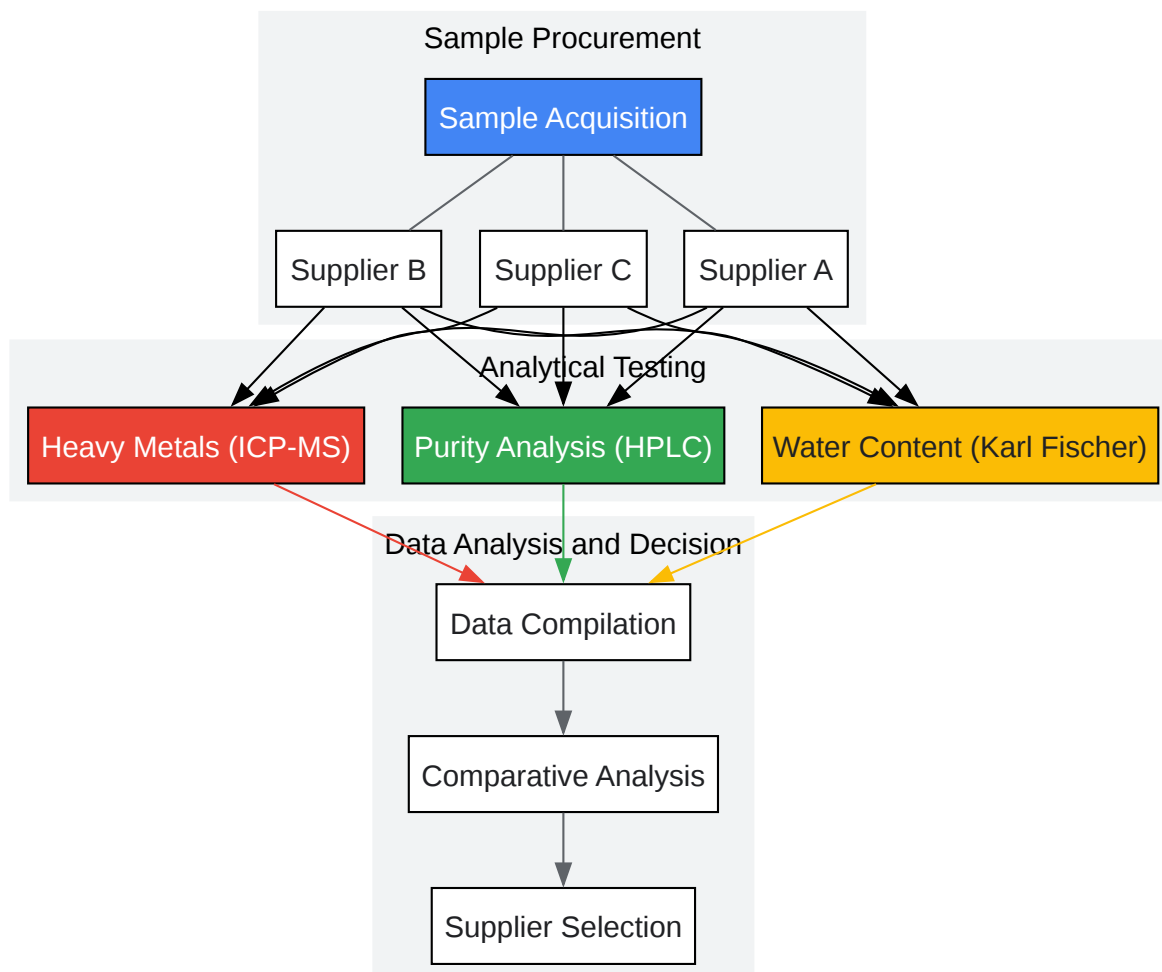 Sample Procurement
Sample Acquisition
Supplier B
Supplier C
Supplier A
Analytical Testing
Heavy Metals (ICP-MS)
Purity Analysis (HPLC)
Water Content (Karl Fischer)
Data Analysis and Decision
Data Compilation
Comparative Analysis
Supplier Selection